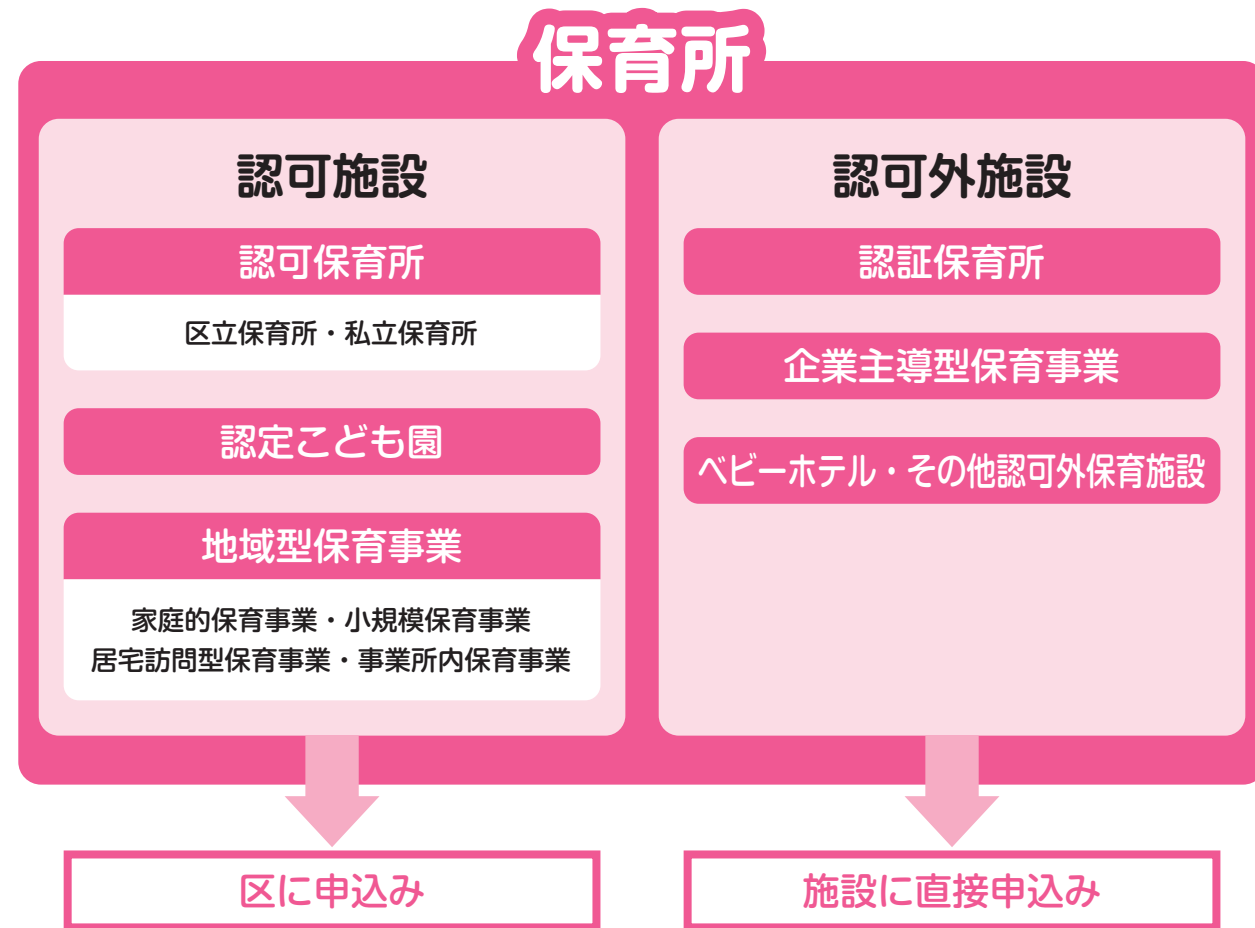 保育所
認可施設
認可保育所
区立保育所・私立保育所
認定こども園
地域型保育事業
家庭的保育事業・小規模保育事業
居宅訪問型保育事業・事業所内保育事業
区に申込み
認可外施設
認証保育所
企業主導型保育事業
ベビーホテル・その他認可外保育施設
施設に直接申込み